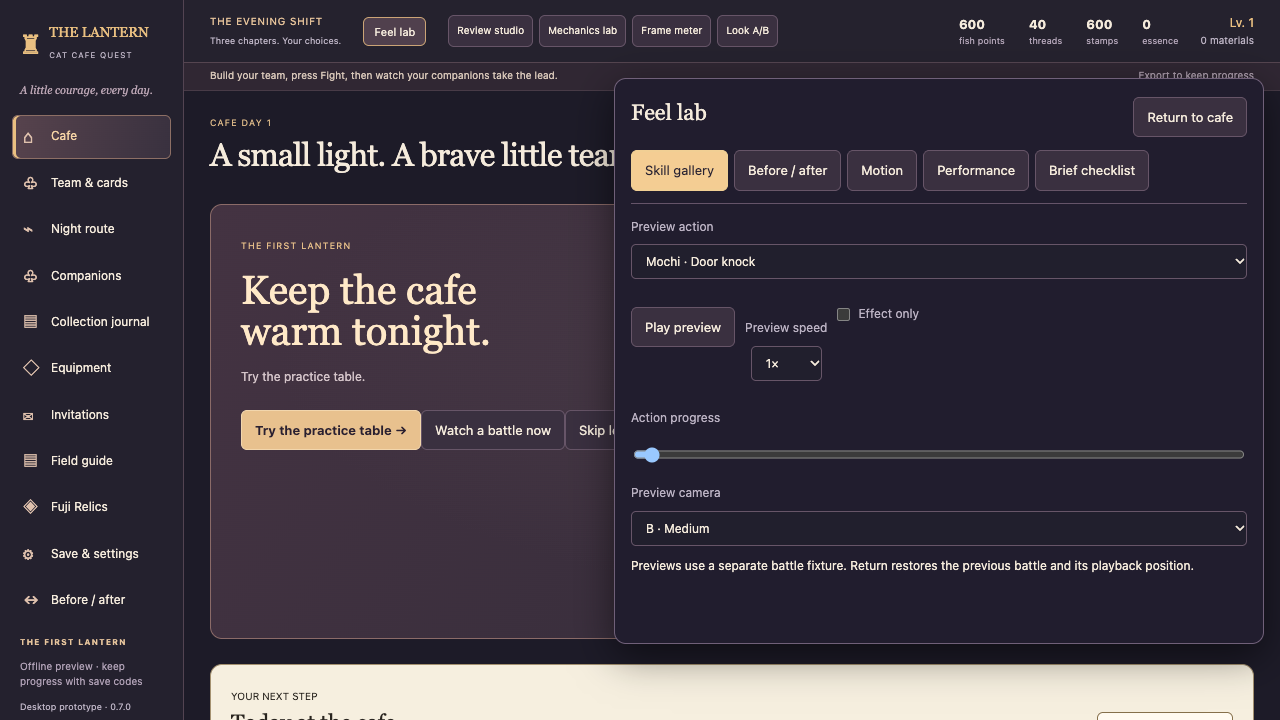 THE LANTERN
CAT CAFE QUEST
A little courage, every day.
Cafe
Team & cards
Night route
Companions
Collection journal
Equipment
Invitations
Field guide
Fuji Relics
Save & settings
Before / after
THE FIRST LANTERN
Offline preview · keep
progress with save codes
Desktop prototype · 0.7.0
THE EVENING SHIFT
Three chapters. Your choices.
Feel lab
Review studio
Mechanics lab
Frame meter
Look A/B
600
fish points
40
threads
600
stamps
0
essence
Lv. 1
0 materials
Build your team, press Fight, then watch your companions take the lead.
Export to keep progress
CAFE DAY 1
A small light. A brave little team
THE FIRST LANTERN
Keep the cafe
warm tonight.
Try the practice table.
Try the practice table →
Watch a battle now
Skip
YOUR NEXT STEP
Today at the cafe
Feel lab
Return to cafe
Skill gallery
Before / after
Motion
Performance
Brief checklist
Preview action
Mochi · Door knock
Play preview
Preview speed
1×
Effect only
Action progress
Preview camera
B · Medium
Previews use a separate battle fixture. Return restores the previous battle and its playback position.